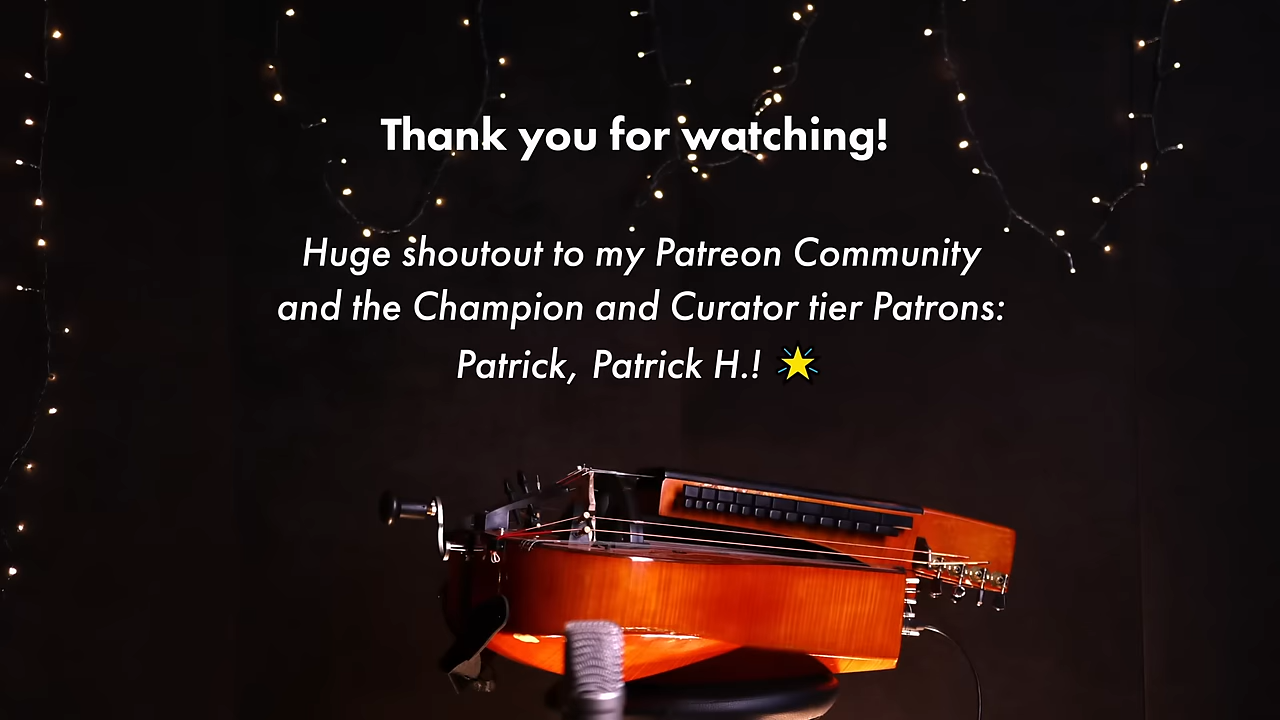 Thank you for watching!
Huge shoutout to my Patreon Community
and the Champion and Curator tier Patrons:
Patrick, Patrick H.! 🌟